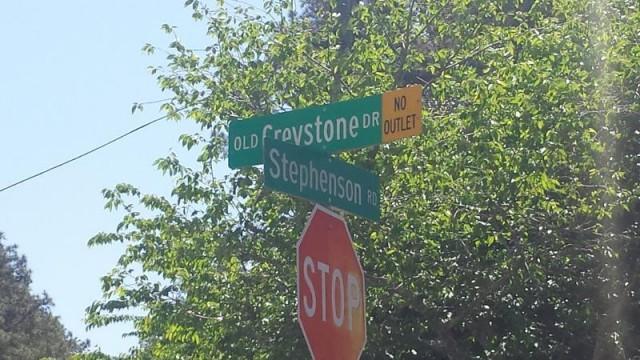 OLD Greystone DR
NO
OUTLET
Stephenson RD
STOP